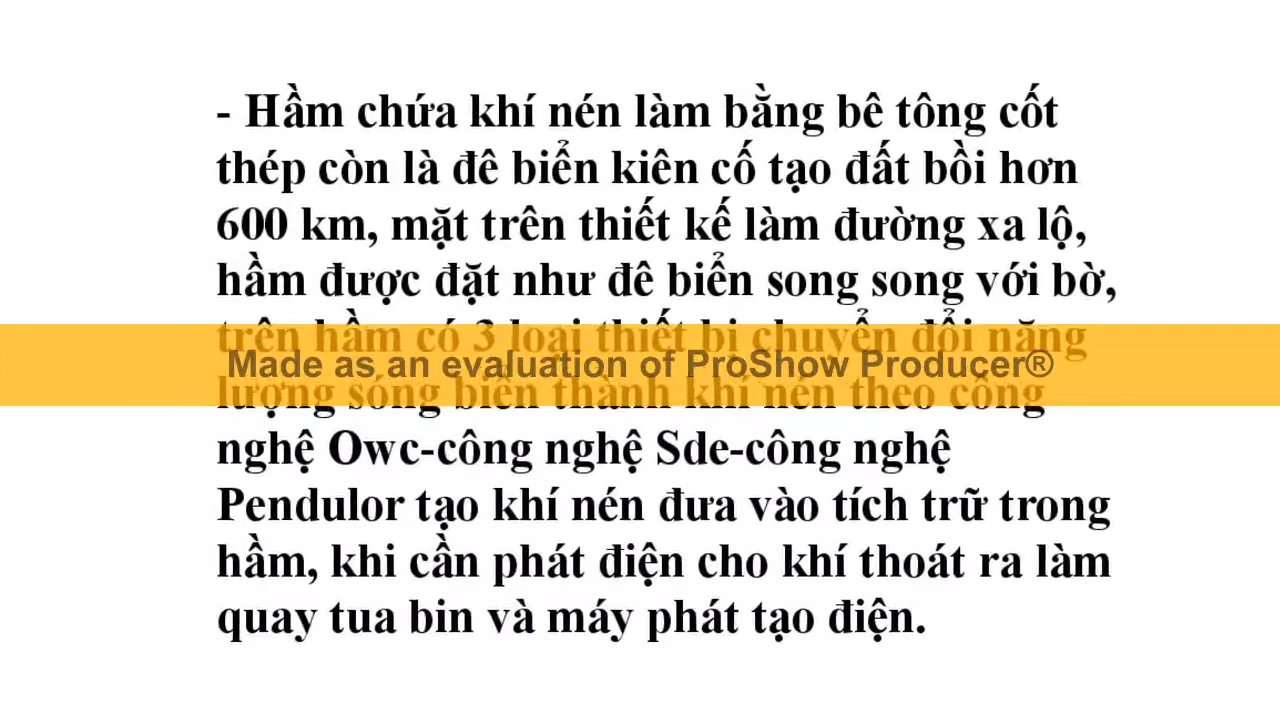 - Hầm chứa khí nén làm bằng bê tông cốt
thép còn là đê biển kiên cố tạo đất bồi hơn
600 km, mặt trên thiết kế làm đường xa lộ,
hầm được đặt như đê biển song song với bờ,
trên hầm có 3 loại thiết bị chuyển đổi năng
Made as an evaluation of ProShow Producer®
lượng sóng biển thành khí nén theo công
nghệ Owc-công nghệ Sde-công nghệ
Pendulor tạo khí nén đưa vào tích trữ trong
hầm, khi cần phát điện cho khí thoát ra làm
quay tua bin và máy phát tạo điện.